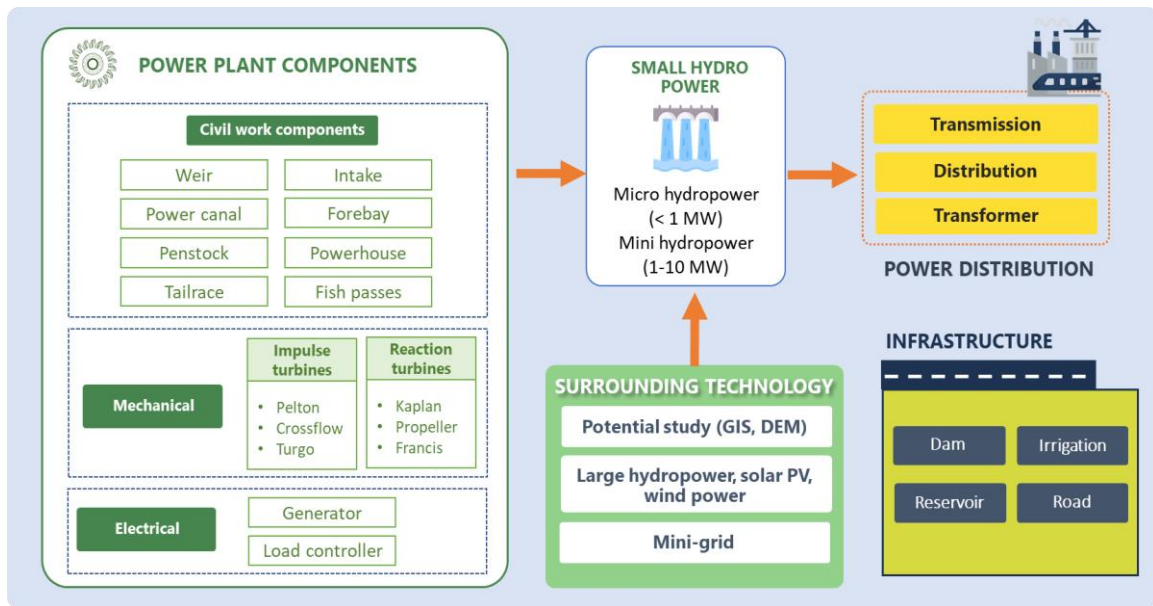 POWER PLANT COMPONENTS
Civil work components
Weir
Intake
Power canal
Forebay
Penstock
Powerhouse
Tailrace
Fish passes
Mechanical
Impulse
turbines
• Pelton
• Crossflow
• Turgo
Reaction
turbines
• Kaplan
• Propeller
• Francis
Electrical
Generator
Load controller
SMALL HYDRO
POWER
Micro hydropower
(< 1 MW)
Mini hydropower
(1-10 MW)
SURROUNDING TECHNOLOGY
Potential study (GIS, DEM)
Large hydropower, solar PV,
wind power
Mini-grid
Transmission
Distribution
Transformer
POWER DISTRIBUTION
INFRASTRUCTURE
Dam
Irrigation
Reservoir
Road